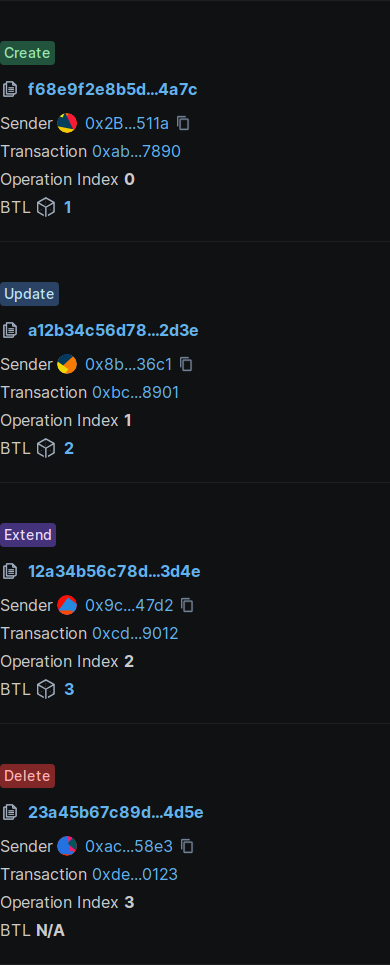 Create
f68e9f2e8b5d...4a7c
Sender 0x2B...511a
Transaction 0xab...7890
Operation Index 0
BTL 1
Update
a12b34c56d78...2d3e
Sender 0x8b...36c1
Transaction 0xbc...8901
Operation Index 1
BTL 2
Extend
12a34b56c78d...3d4e
Sender 0x9c...47d2
Transaction 0xcd...9012
Operation Index 2
BTL 3
Delete
23a45b67c89d...4d5e
Sender 0xac...58e3
Transaction 0xde...0123
Operation Index 3
BTL N/A